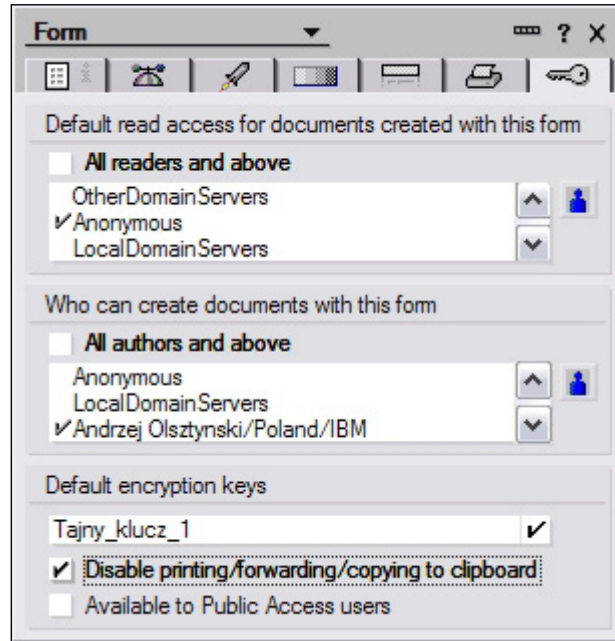 Form
? X
i
Default read access for documents created with this form
All readers and above
OtherDomainServers
Anonymous
LocalDomainServers
Who can create documents with this form
All authors and above
Anonymous
LocalDomainServers
Andrzej Olsztynski/Poland/IBM
Default encryption keys
Tajny_klucz_1
Disable printing/forwarding/copying to clipboard
Available to Public Access users